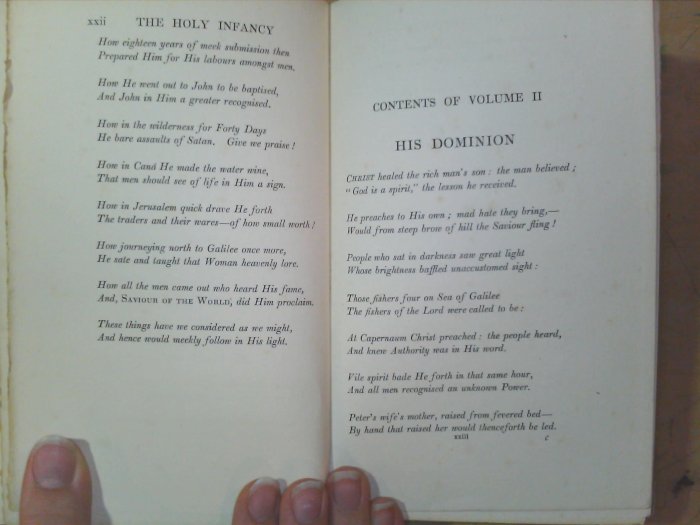 xxii THE HOLY INFANCY
How eighteen years of meek submission then
Prepared Him for His labours amongst men.
How He went out to John to be baptised,
And John in Him a greater recognised.
How in the wilderness for Forty Days
He bare assaults of Satan. Give we praise !
How in Canâ He made the water wine,
That men should see of life in Him a sign.
How in Jerusalem quick drave He forth
The traders and their wares—of how small worth !
How journeying north to Galilee once more,
He sate and taught that Woman heavenly lore.
How all the men came out who heard His fame,
And, SAVIOUR OF THE WORLD, did Him proclaim.
These things have we considered as we might,
And hence would meekly follow in His light.
CONTENTS OF VOLUME II
HIS DOMINION
CHRIST healed the rich man's son : the man believed ;
"God is a spirit," the lesson he received.
He preaches to His own ; mad hate they bring,—
Would from steep brow of hill the Saviour fling !
People who sat in darkness saw great light
Whose brightness baffled unaccustomed sight :
Those fishers four on Sea of Galilee
The fishers of the Lord were called to be :
At Capernaum Christ preached : the people heard,
And knew Authority was in His word.
Vile spirit bade He forth in that same hour,
And all men recognised an unknown Power.
Peter's wife's mother, raised from fevered bed—
By hand that raised her would thenceforth be led.
xxiii c